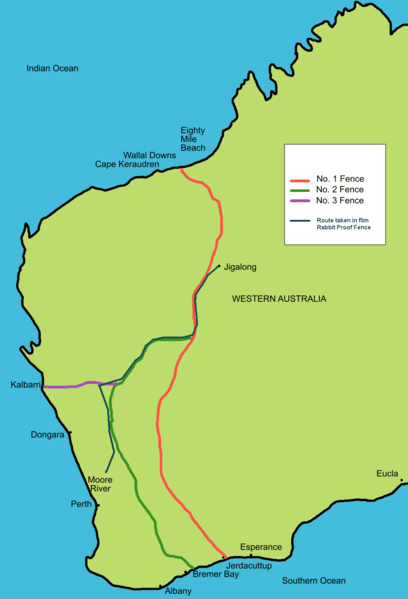 Indian Ocean
Eighty
Mile
Beach
Wallal Downs
Cape Keraudren
No. 1 Fence
No. 2 Fence
No. 3 Fence
Route taken in film
Rabbit Proof Fence
Jigalong
WESTERN AUSTRALIA
Kalbarri
Dongara
Moore
River
Eucla
Perth
Esperance
Jerdacuttup
Bremer Bay
Southern Ocean
Albany